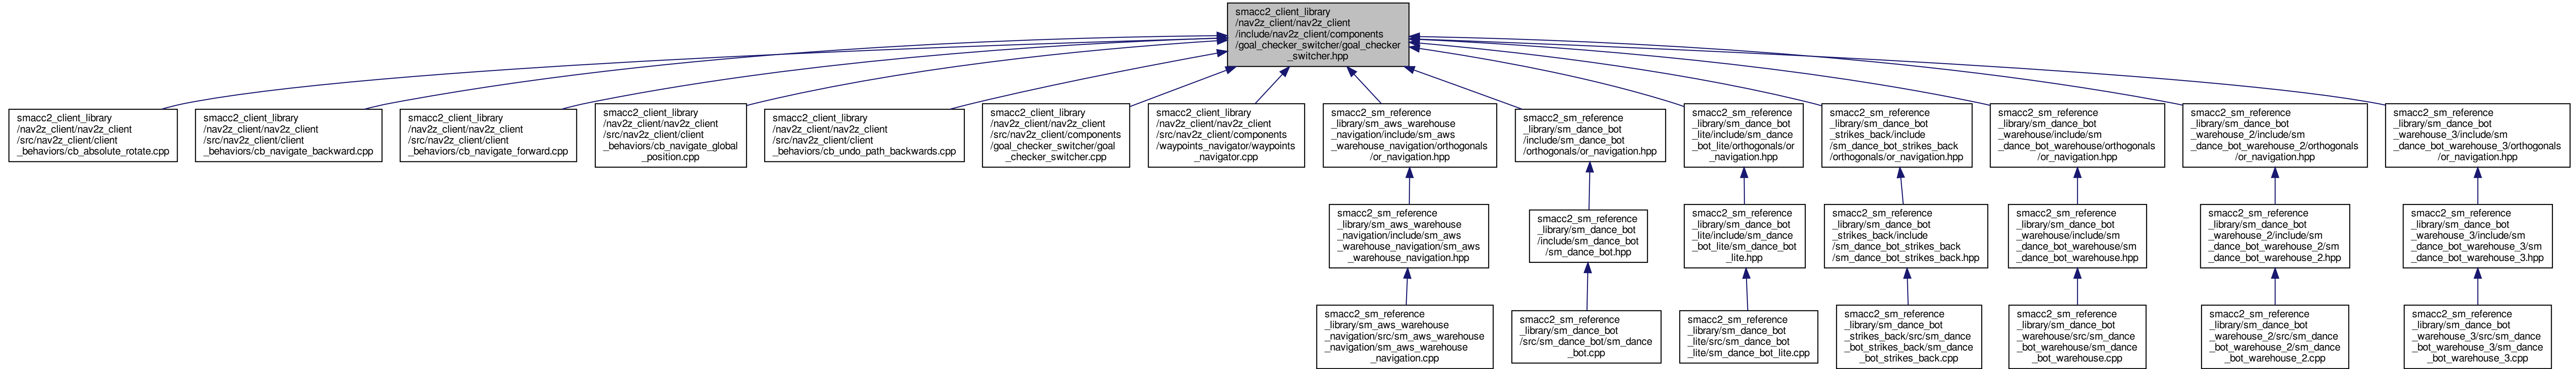 smacc2_client_library
/nav2z_client/nav2z_client
/include/nav2z_client/components
/goal_checker_switcher/goal_checker
_switcher.hpp
smacc2_client_library
/nav2z_client/nav2z_client
/src/nav2z_client/client
_behaviors/cb_absolute_rotate.cpp
smacc2_client_library
/nav2z_client/nav2z_client
/src/nav2z_client/client
_behaviors/cb_navigate_backward.cpp
smacc2_client_library
/nav2z_client/nav2z_client
/src/nav2z_client/client
_behaviors/cb_navigate_forward.cpp
smacc2_client_library
/nav2z_client/nav2z_client
/src/nav2z_client/client
_behaviors/cb_navigate_global
_position.cpp
smacc2_client_library
/nav2z_client/nav2z_client
/src/nav2z_client/client
_behaviors/cb_undo_path_backwards.cpp
smacc2_client_library
/nav2z_client/nav2z_client
/src/nav2z_client/components
/goal_checker_switcher/goal
_checker_switcher.cpp
smacc2_client_library
/nav2z_client/nav2z_client
/src/nav2z_client/components
/waypoints_navigator/waypoints
_navigator.cpp
smacc2_sm_reference
_library/sm_aws_warehouse
_navigation/include/sm_aws
_warehouse_navigation/orthogonals
/or_navigation.hpp
smacc2_sm_reference
_library/sm_dance_bot
/include/sm_dance_bot
/orthogonals/or_navigation.hpp
smacc2_sm_reference
_library/sm_dance_bot
_lite/include/sm_dance
_bot_lite/orthogonals/or
_navigation.hpp
smacc2_sm_reference
_library/sm_dance_bot
_strikes_back/include
/sm_dance_bot_strikes_back
/orthogonals/or_navigation.hpp
smacc2_sm_reference
_library/sm_dance_bot
_warehouse/include/sm
_dance_bot_warehouse/orthogonals
/or_navigation.hpp
smacc2_sm_reference
_library/sm_dance_bot
_warehouse_2/include/sm
_dance_bot_warehouse_2/orthogonals
/or_navigation.hpp
smacc2_sm_reference
_library/sm_dance_bot
_warehouse_3/include/sm
_dance_bot_warehouse_3/orthogonals
/or_navigation.hpp
smacc2_sm_reference
_library/sm_aws_warehouse
_navigation/include/sm_aws
_warehouse_navigation/sm_aws
_warehouse_navigation.hpp
smacc2_sm_reference
_library/sm_dance_bot
/include/sm_dance_bot
/sm_dance_bot.hpp
smacc2_sm_reference
_library/sm_dance_bot
_lite/include/sm_dance
_bot_lite/sm_dance_bot
_lite.hpp
smacc2_sm_reference
_library/sm_dance_bot
_strikes_back/include
/sm_dance_bot_strikes_back
/sm_dance_bot_strikes_back.hpp
smacc2_sm_reference
_library/sm_dance_bot
_warehouse/include/sm
_dance_bot_warehouse/sm
_dance_bot_warehouse.hpp
smacc2_sm_reference
_library/sm_dance_bot
_warehouse_2/include/sm
_dance_bot_warehouse_2/sm
_dance_bot_warehouse_2.hpp
smacc2_sm_reference
_library/sm_dance_bot
_warehouse_3/include/sm
_dance_bot_warehouse_3/sm
_dance_bot_warehouse_3.hpp
smacc2_sm_reference
_library/sm_aws_warehouse
_navigation/src/sm_aws_warehouse
_navigation/sm_aws_warehouse
_navigation.cpp
smacc2_sm_reference
_library/sm_dance_bot
/src/sm_dance_bot/sm_dance
_bot.cpp
smacc2_sm_reference
_library/sm_dance_bot
_lite/src/sm_dance_bot
_lite/sm_dance_bot_lite.cpp
smacc2_sm_reference
_library/sm_dance_bot
_strikes_back/src/sm_dance
_bot_strikes_back/sm_dance
_bot_strikes_back.cpp
smacc2_sm_reference
_library/sm_dance_bot
_warehouse/src/sm_dance
_bot_warehouse/sm_dance
_bot_warehouse.cpp
smacc2_sm_reference
_library/sm_dance_bot
_warehouse_2/src/sm_dance
_bot_warehouse_2/sm_dance
_bot_warehouse_2.cpp
smacc2_sm_reference
_library/sm_dance_bot
_warehouse_3/src/sm_dance
_bot_warehouse_3/sm_dance
_bot_warehouse_3.cpp